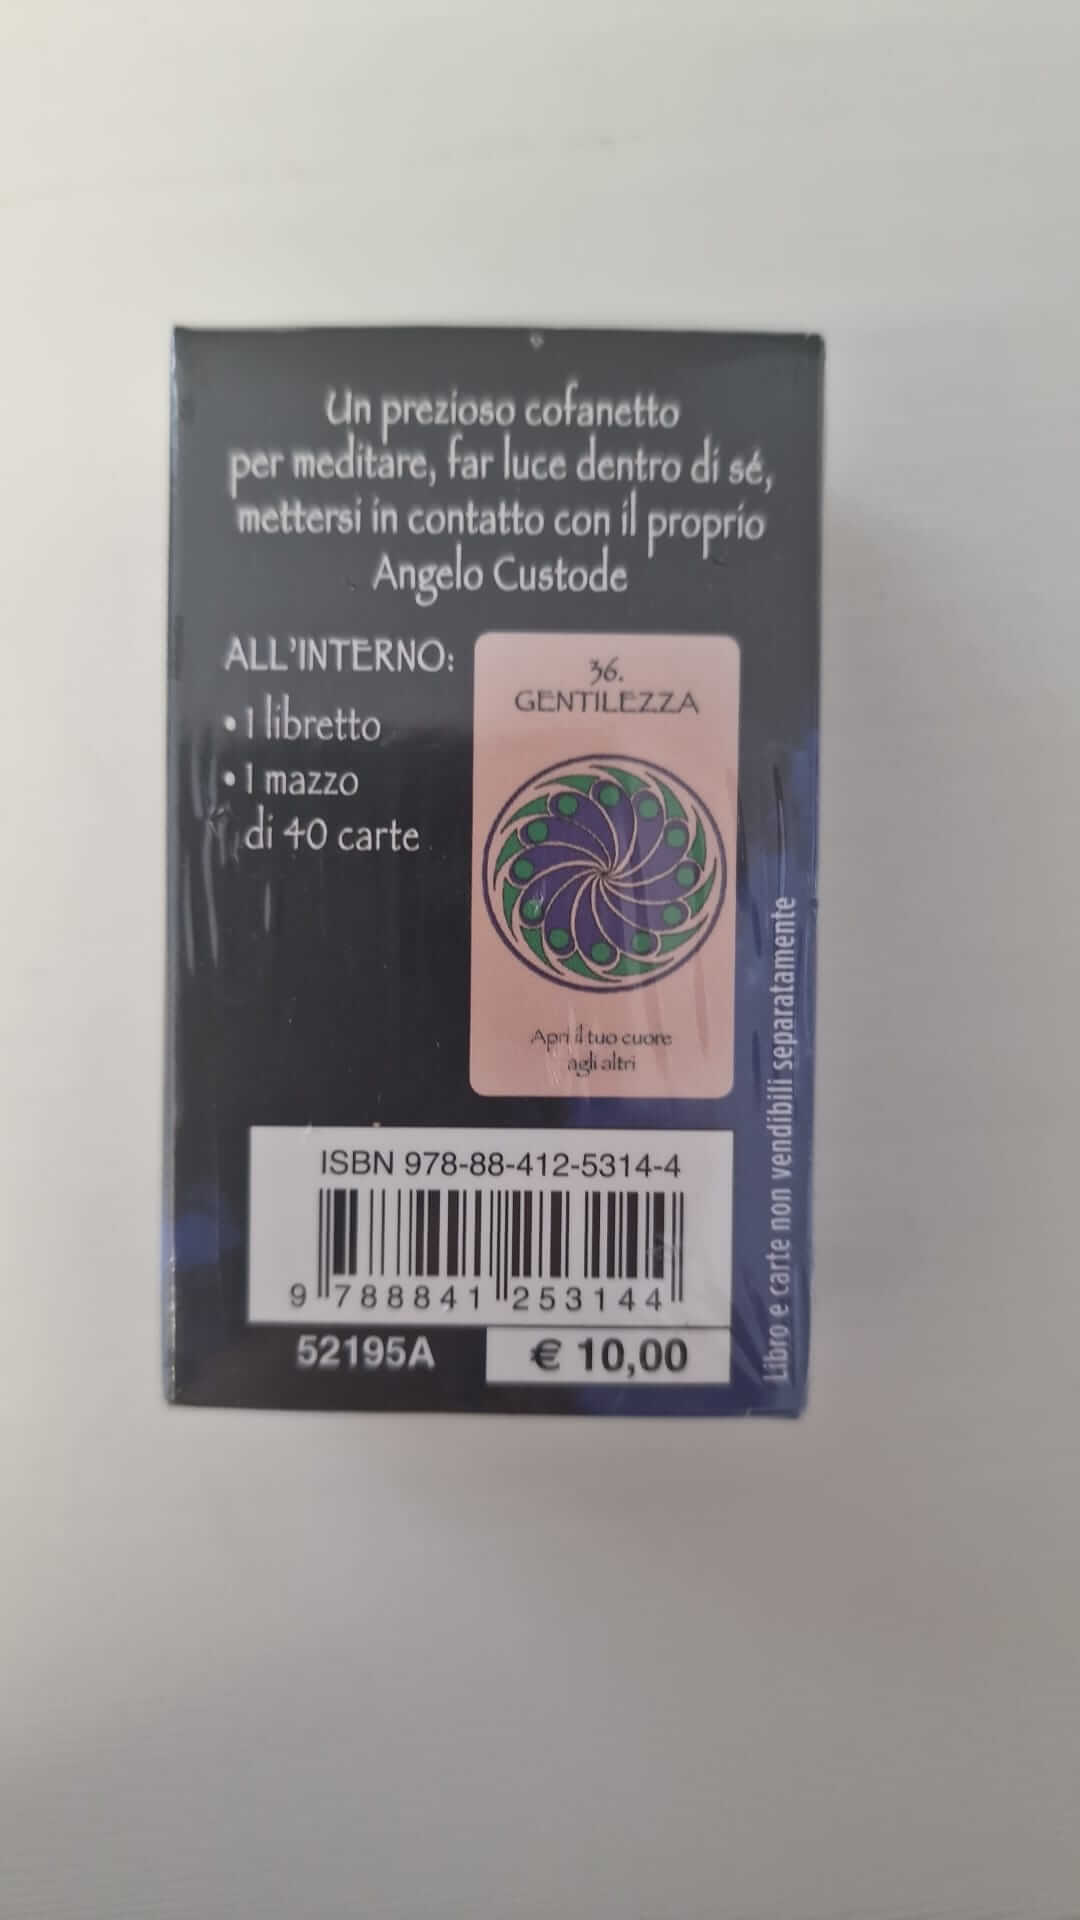 Un prezioso cofanetto
per meditare, far luce dentro di sé,
mettersi in contatto con il proprio
Angelo Custode
ALL'INTERNO:
• 1 libretto
• 1 mazzo
di 40 carte
36.
GENTILEZZA
Apri il tuo cuore
agli altri
Libro e carte non vendibili separatamente
ISBN 978-88-412-5314-4
9 788841 253144
52195A
€ 10,00